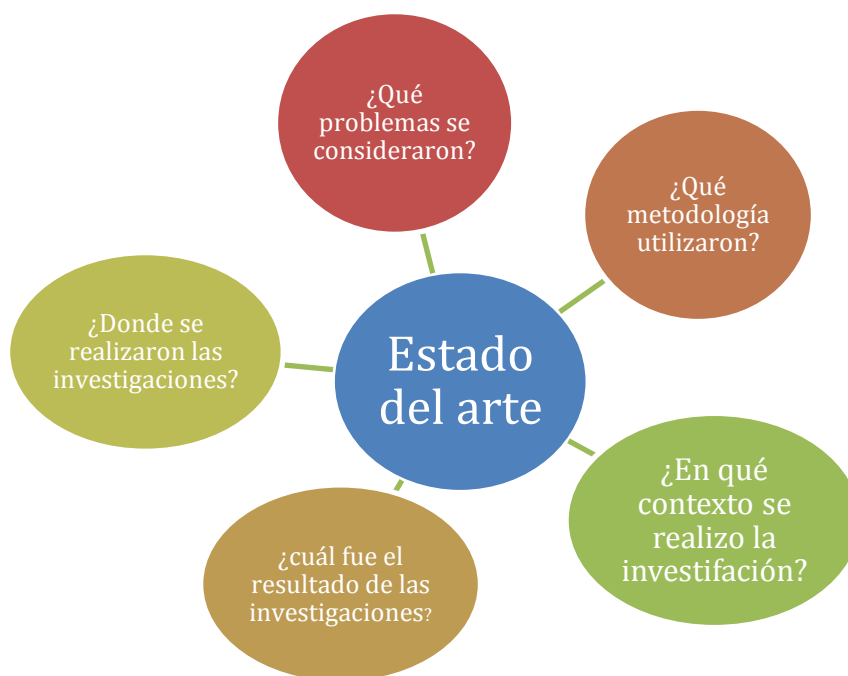 ¿Qué
problemas se
consideraron?
¿Qué
metodología
utilizaron?
¿Donde se
realizaron las
investigaciones?
Estado
del arte
¿En qué
contexto se
realizo la
investifación?
¿cuál fue el
resultado de las
investigaciones?